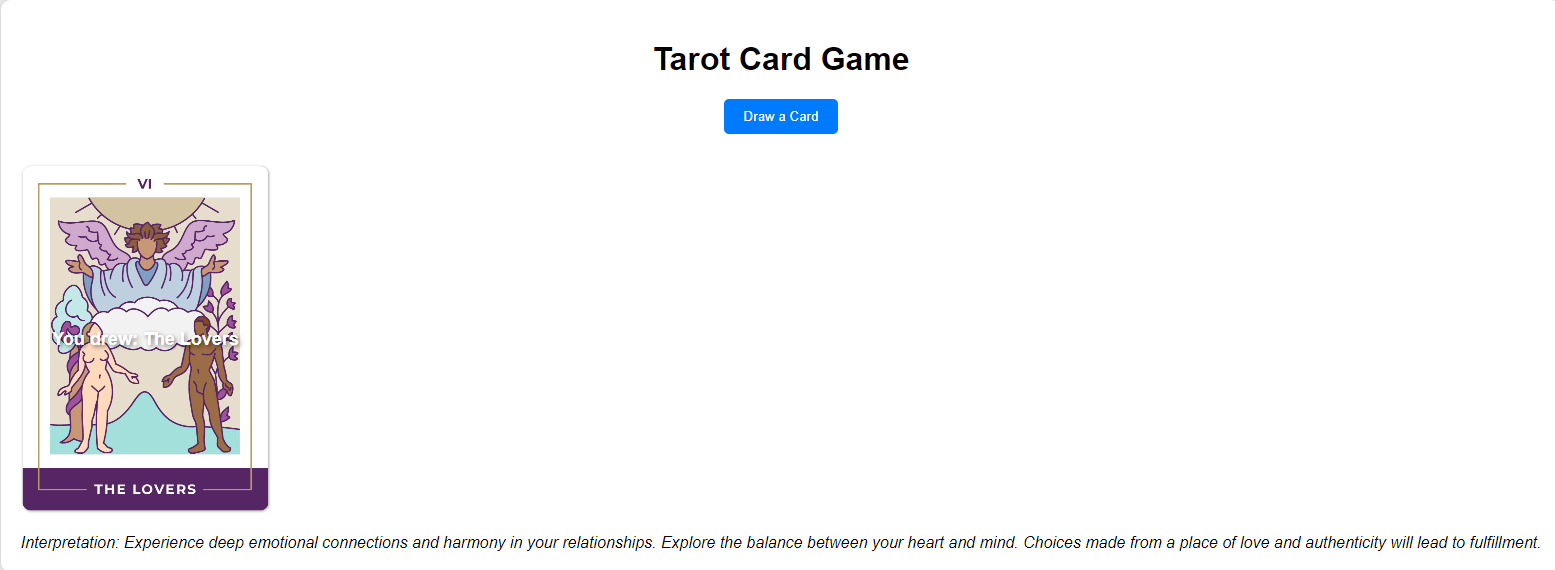 Tarot Card Game
Draw a Card
VI
You drew: The Lovers
THE LOVERS
Interpretation: Experience deep emotional connections and harmony in your relationships. Explore the balance between your heart and mind. Choices made from a place of love and authenticity will lead to fulfillment.